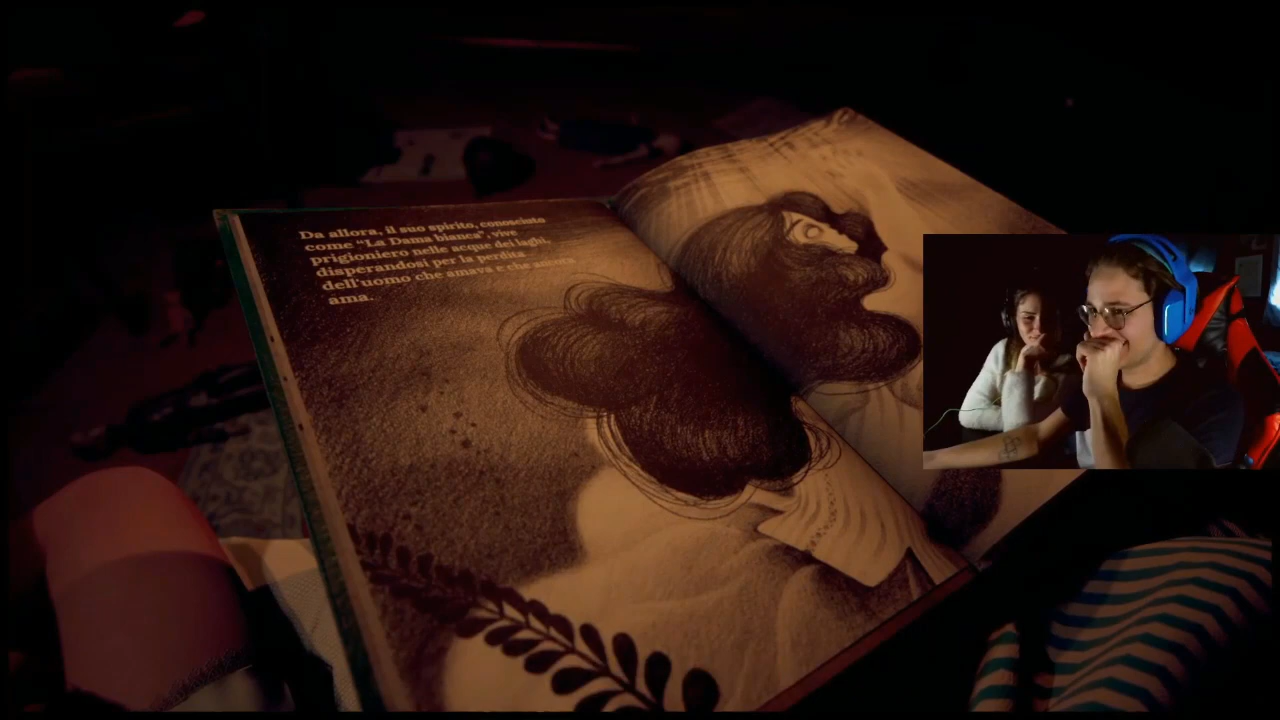 Da allora, il suo spirito, conosciuto
come “La Dama bianca”, vive
prigioniero nelle acque dei laghi,
disperandosi per la perdita
dell'uomo che amava e che ancora
ama.